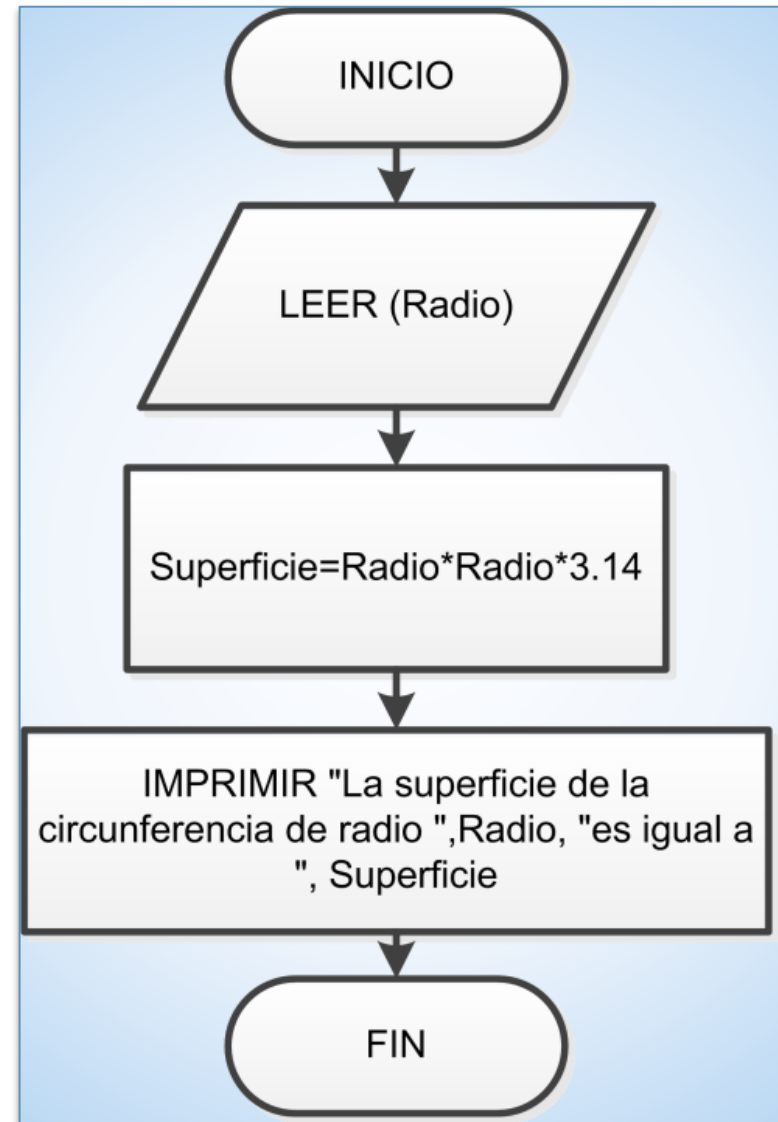 INICIO
LEER (Radio)
Superficie=Radio*Radio*3.14
IMPRIMIR "La superficie de la
circunferencia de radio ",Radio, "es igual a
", Superficie
FIN